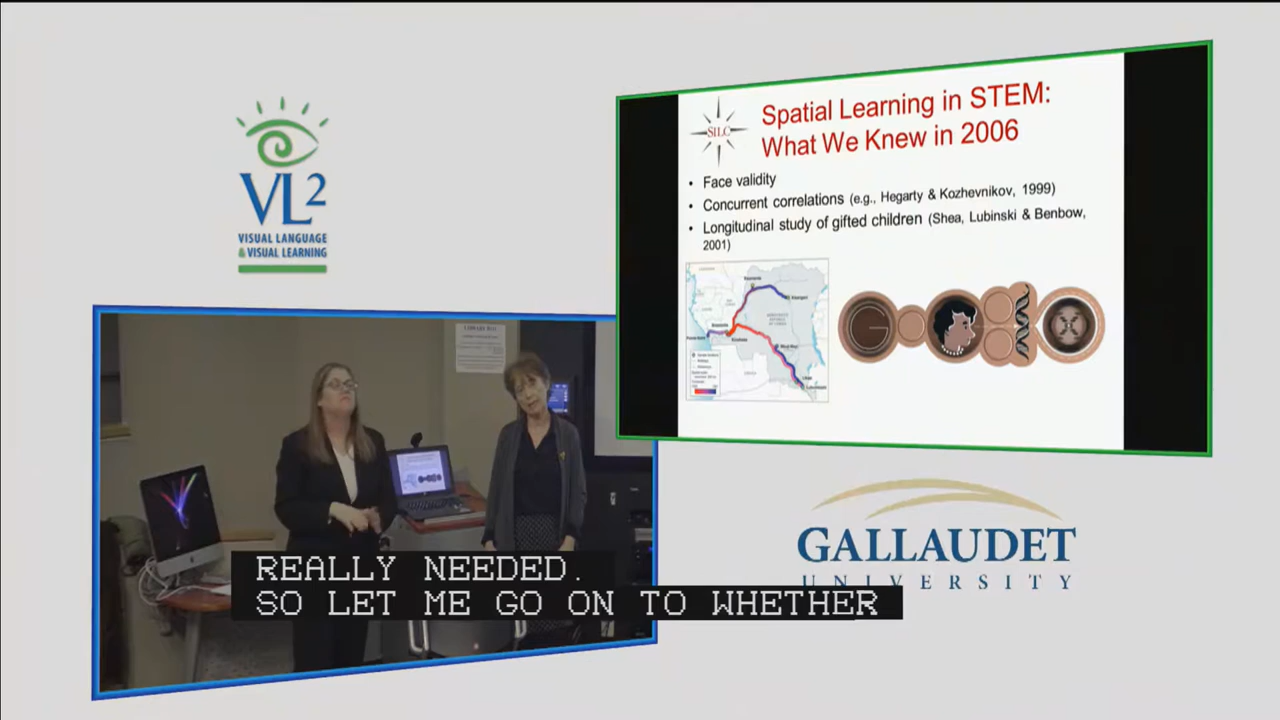 VL2
VISUAL LANGUAGE
& VISUAL LEARNING
SILC
Spatial Learning in STEM:
What We Knew in 2006
• Face validity
• Concurrent correlations (e.g., Hegarty & Kozhevnikov, 1999)
• Longitudinal study of gifted children (Shea, Lubinski & Benbow,
2001)
GALLAUDET
UNIVERSITY
REALLY NEEDED.
SO LET ME GO ON TO WHETHER